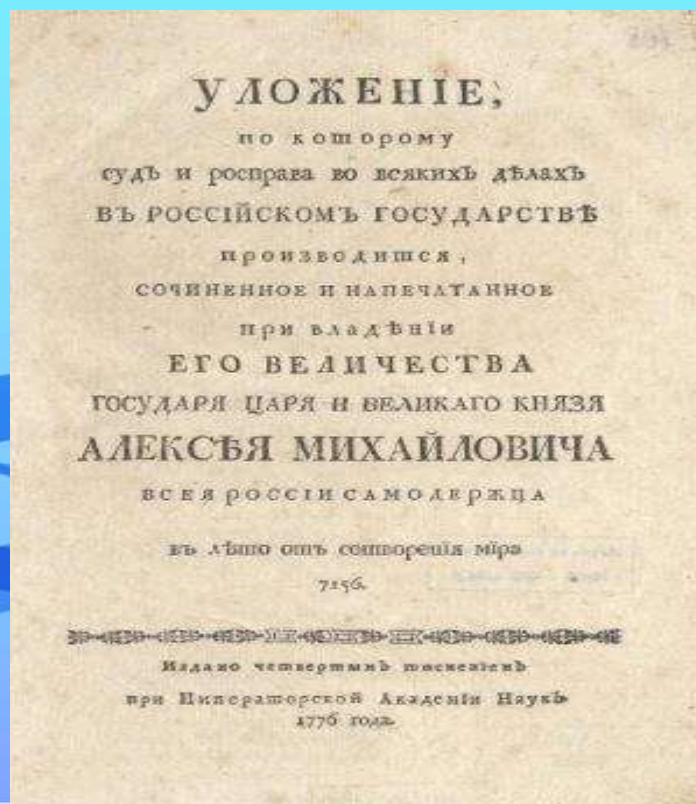 УЛОЖЕНІЕ,
по которому
судъ и росправа во всякихъ дѣлахъ
ВЪ РОССІЙСКОМЪ ГОСУДАРСТВѢ
производится,
СОЧИНЕННОЕ И НАПЕЧАТАННОЕ
при владѣніи
ЕГО ВЕЛИЧЕСТВА
ГОСУДАРЯ ЦАРЯ И ВЕЛИКАГО КНЯЗЯ
АЛЕКСѢЯ МИХАЙЛОВИЧА
ВСЕЯ РОССІИ САМОДЕРЖЦА
въ лѣто отъ сотворенія міра
7156.
Издано четвертымъ тисненіемъ
при Императорской Академіи Наукъ
1776 года.